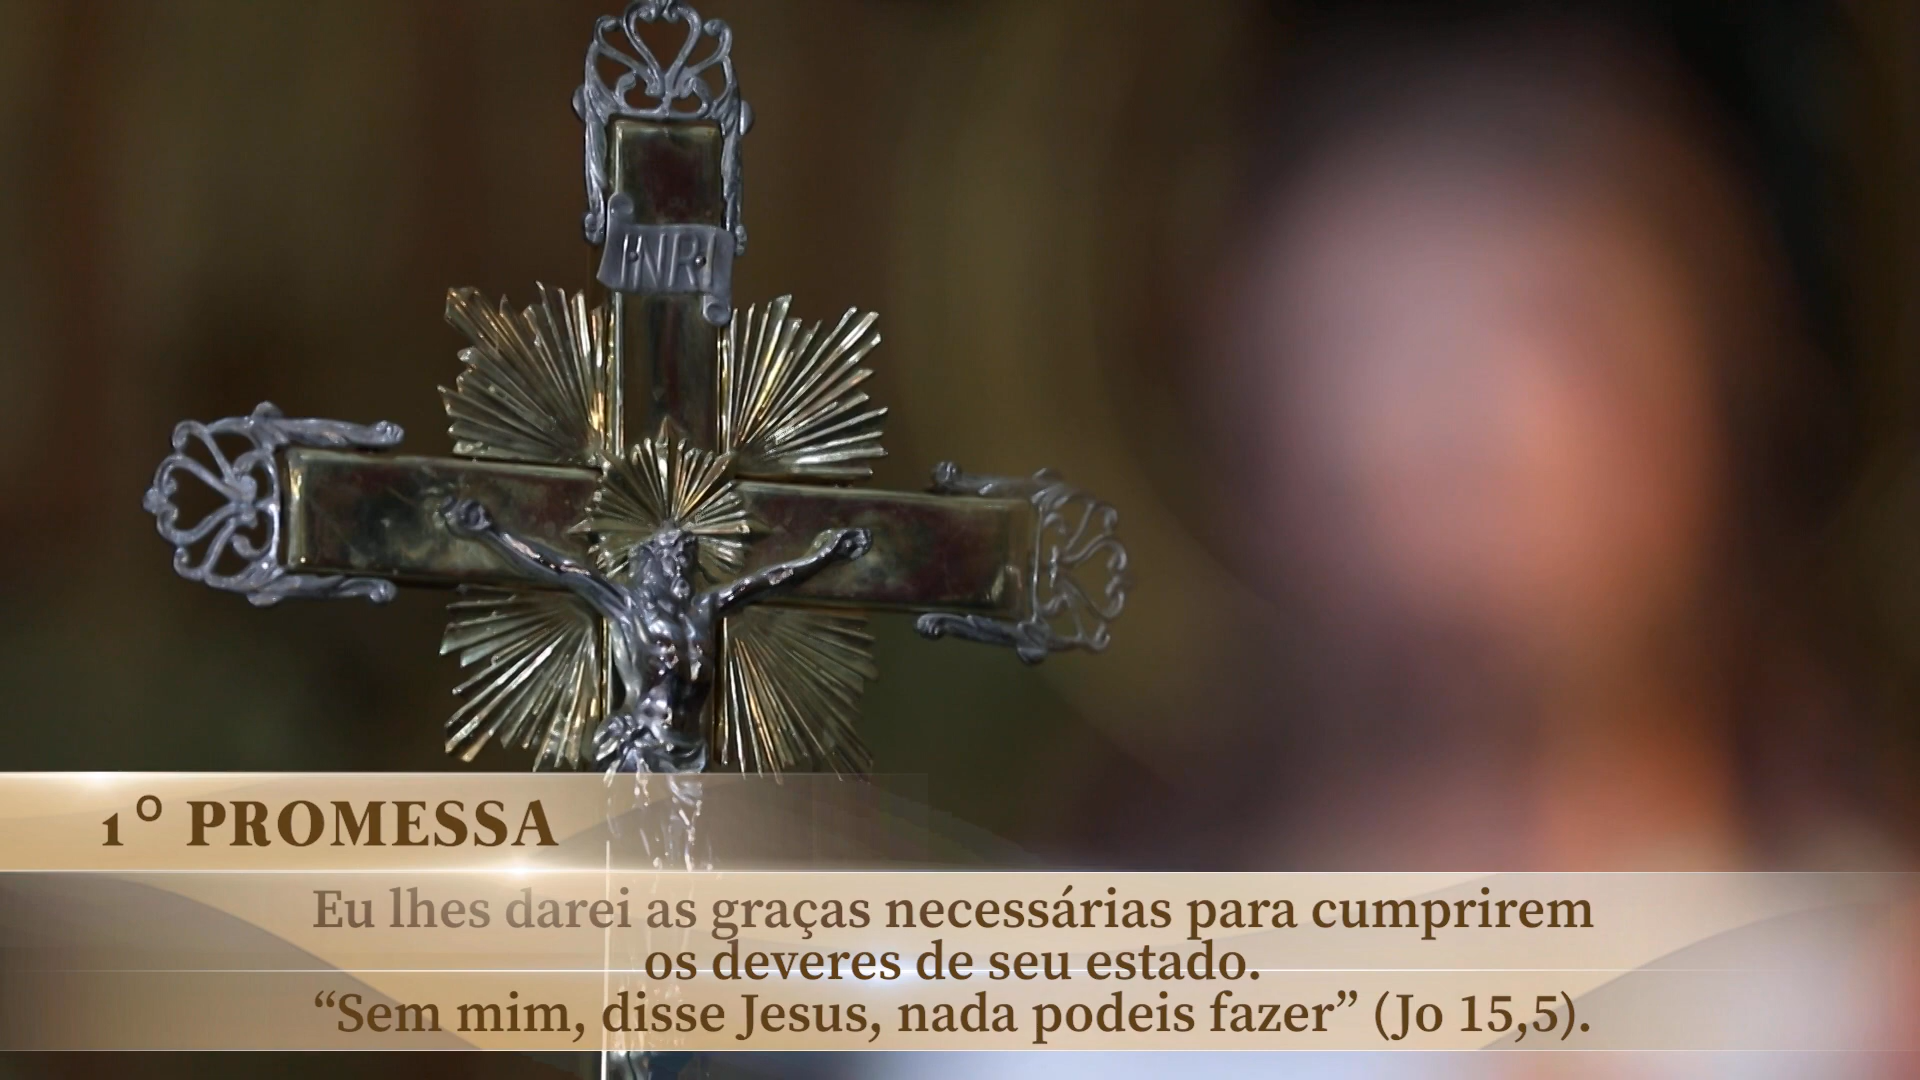 INRI
1° PROMESSA
Eu lhes darei as graças necessárias para cumprirem
os deveres de seu estado.
“Sem mim, disse Jesus, nada podeis fazer” (Jo 15,5).